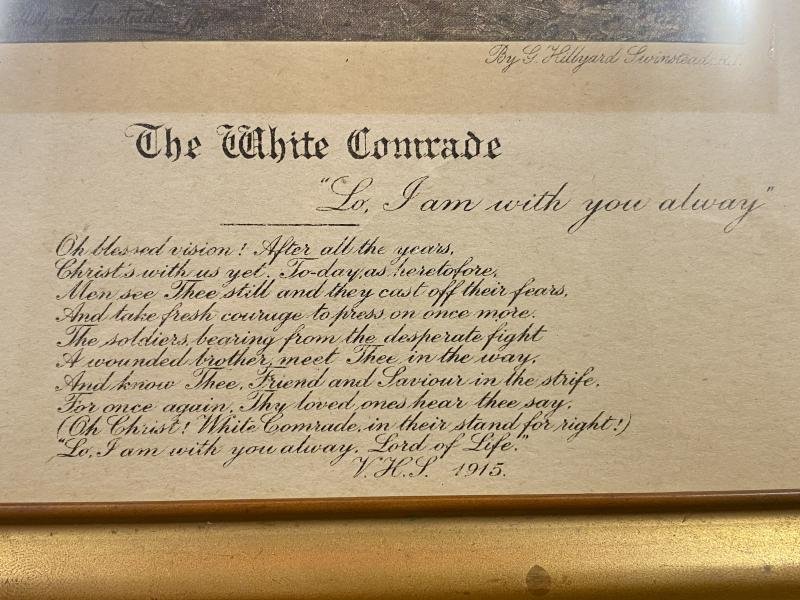 By G. Hillyard Swinstead, R.I.
The White Comrade
"Lo, I am with you alway"
Oh blessed vision! After all the years,
Christ's with us yet. To-day, as heretofore,
Men see Thee still and they cast off their fears,
And take fresh courage to press on once more.
The soldiers, bearing from the desperate fight
A wounded brother, meet Thee in the way,
And know Thee, Friend and Saviour in the strife,
For once again, Thy loved ones hear thee say,
(Oh Christ! White Comrade, in their stand for right!)
"Lo, I am with you alway, Lord of Life."
V.H.S. 1915.